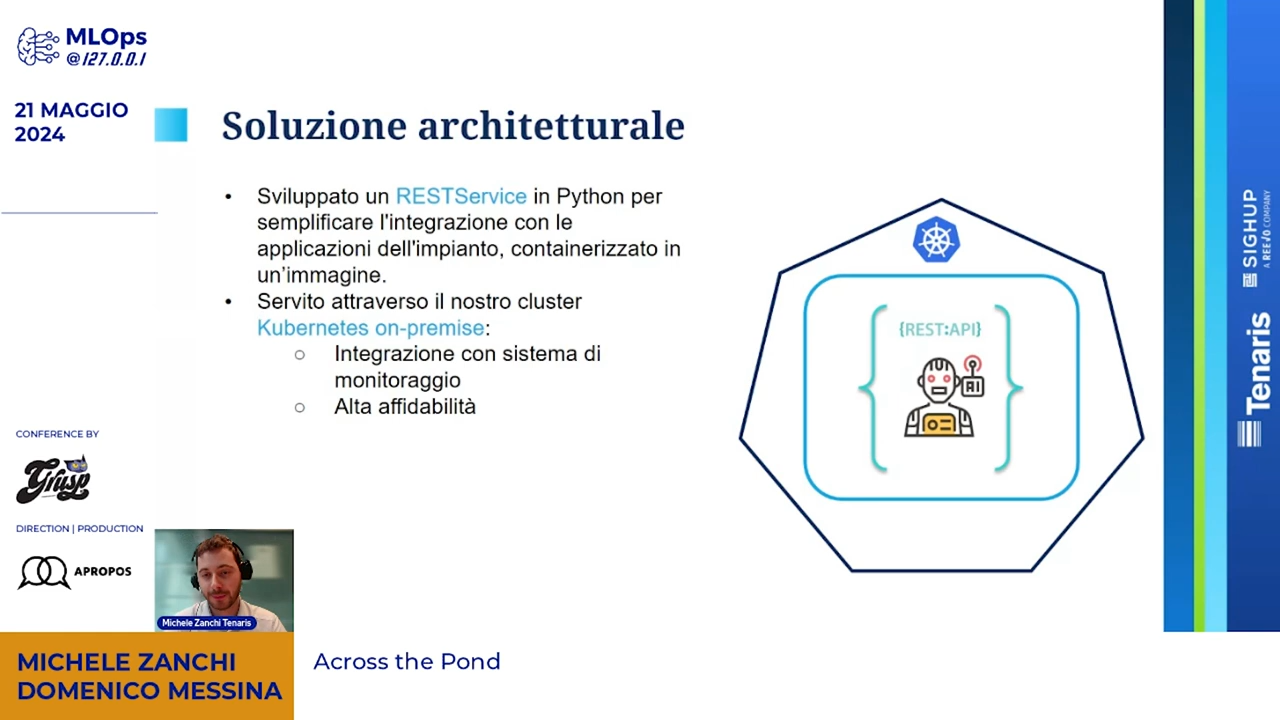 MLOps
@127.0.0.1
21 MAGGIO
2024
Soluzione architetturale
• Sviluppato un RESTService in Python per
semplificare l'integrazione con le
applicazioni dell'impianto, containerizzato in
un'immagine.
• Servito attraverso il nostro cluster
Kubernetes on-premise:
○ Integrazione con sistema di
monitoraggio
○ Alta affidabilità
{REST:API}
AI
SIGHUP
A REEVO COMPANY
Tenaris
CONFERENCE BY
Grusp
DIRECTION | PRODUCTION
APROPOS
Michele Zanchi Tenaris
MICHELE ZANCHI
DOMENICO MESSINA
Across the Pond